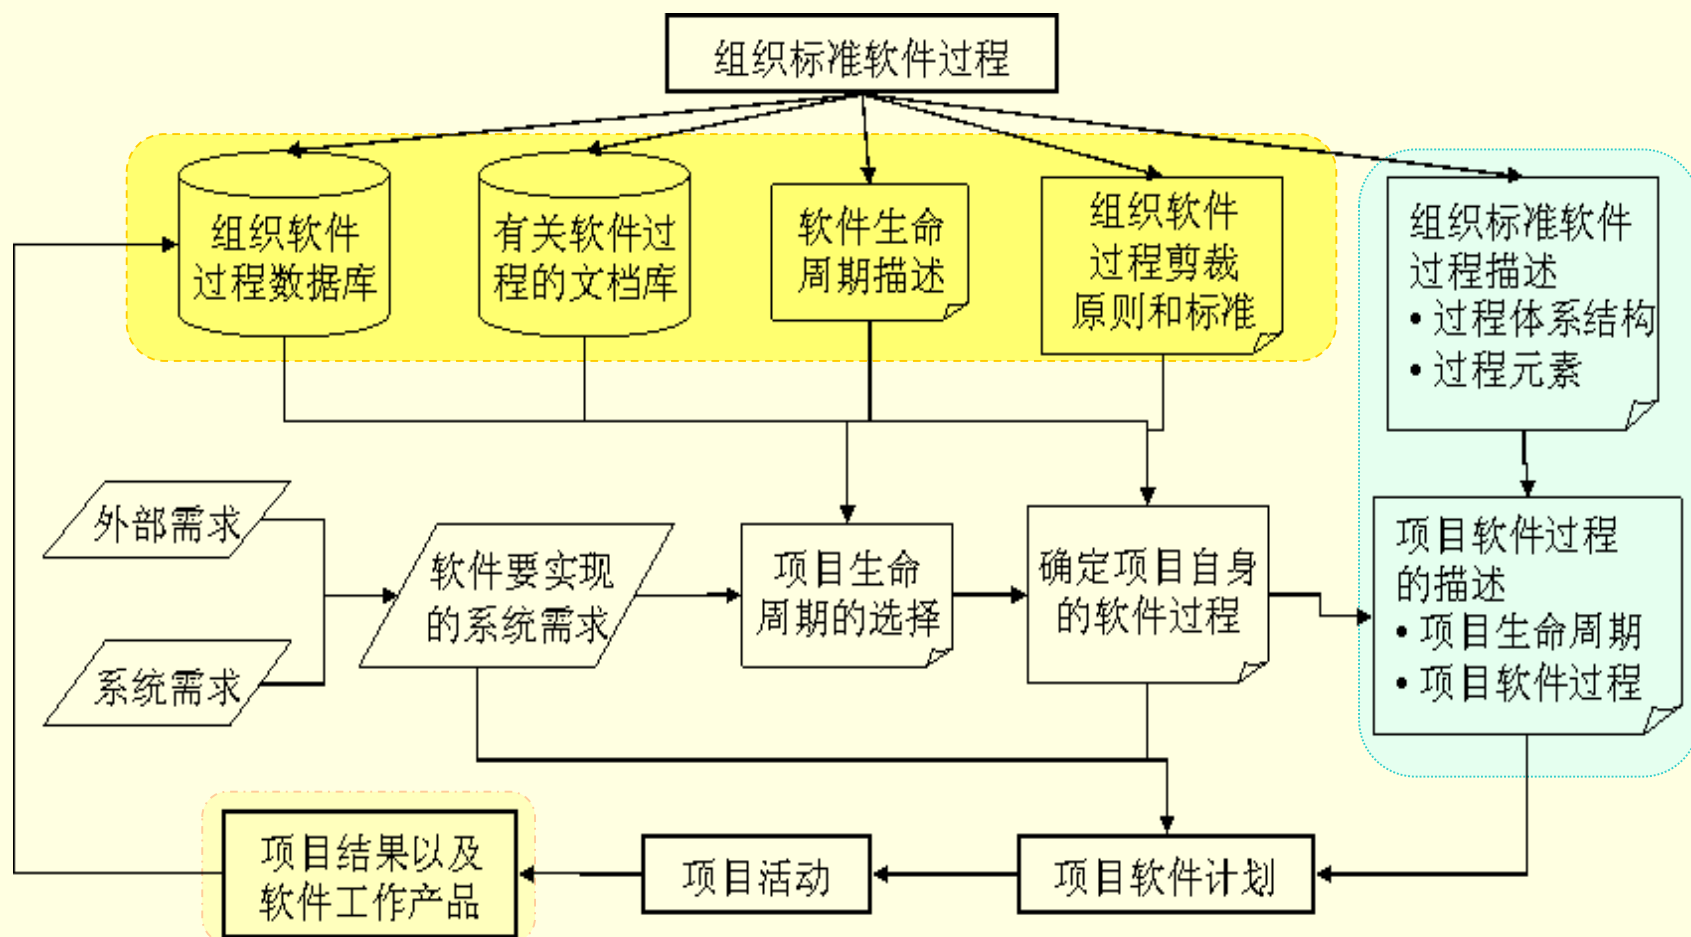 组织标准软件过程
组织软件
过程数据库
有关软件过
程的文档库
软件生命
周期描述
组织软件
过程剪裁
原则和标准
组织标准软件
过程描述
• 过程体系结构
• 过程元素
外部需求
系统需求
软件要实现
的系统需求
项目生命
周期的选择
确定项目自身
的软件过程
项目软件过程
的描述
• 项目生命周期
• 项目软件过程
项目结果以及
软件工作产品
项目活动
项目软件计划